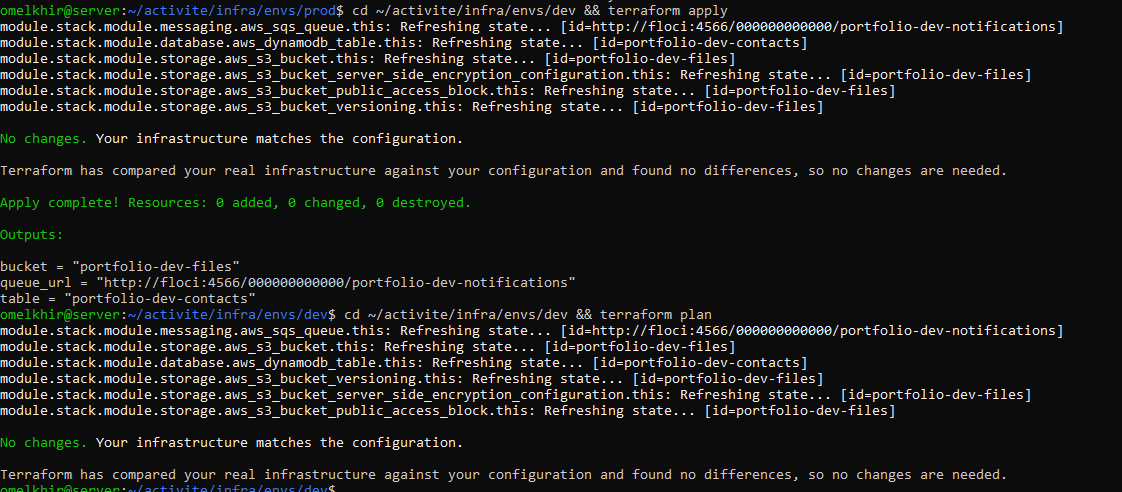 omelkhir@server:~/activite/infra/envs/prod$ cd ~/activite/infra/envs/dev && terraform apply
module.stack.module.messaging.aws_sqs_queue.this: Refreshing state... [id=http://floci:4566/000000000000/portfolio-dev-notifications]
module.stack.module.database.aws_dynamodb_table.this: Refreshing state... [id=portfolio-dev-contacts]
module.stack.module.storage.aws_s3_bucket.this: Refreshing state... [id=portfolio-dev-files]
module.stack.module.storage.aws_s3_bucket_server_side_encryption_configuration.this: Refreshing state... [id=portfolio-dev-files]
module.stack.module.storage.aws_s3_bucket_public_access_block.this: Refreshing state... [id=portfolio-dev-files]
module.stack.module.storage.aws_s3_bucket_versioning.this: Refreshing state... [id=portfolio-dev-files]
No changes. Your infrastructure matches the configuration.
Terraform has compared your real infrastructure against your configuration and found no differences, so no changes are needed.
Apply complete! Resources: 0 added, 0 changed, 0 destroyed.
Outputs:
bucket = "portfolio-dev-files"
queue_url = "http://floci:4566/000000000000/portfolio-dev-notifications"
table = "portfolio-dev-contacts"
omelkhir@server:~/activite/infra/envs/dev$ cd ~/activite/infra/envs/dev && terraform plan
module.stack.module.messaging.aws_sqs_queue.this: Refreshing state... [id=http://floci:4566/000000000000/portfolio-dev-notifications]
module.stack.module.storage.aws_s3_bucket.this: Refreshing state... [id=portfolio-dev-files]
module.stack.module.database.aws_dynamodb_table.this: Refreshing state... [id=portfolio-dev-contacts]
module.stack.module.storage.aws_s3_bucket_versioning.this: Refreshing state... [id=portfolio-dev-files]
module.stack.module.storage.aws_s3_bucket_server_side_encryption_configuration.this: Refreshing state... [id=portfolio-dev-files]
module.stack.module.storage.aws_s3_bucket_public_access_block.this: Refreshing state... [id=portfolio-dev-files]
No changes. Your infrastructure matches the configuration.
Terraform has compared your real infrastructure against your configuration and found no differences, so no changes are needed.
omelkhir@server:~/activite/infra/envs/dev$